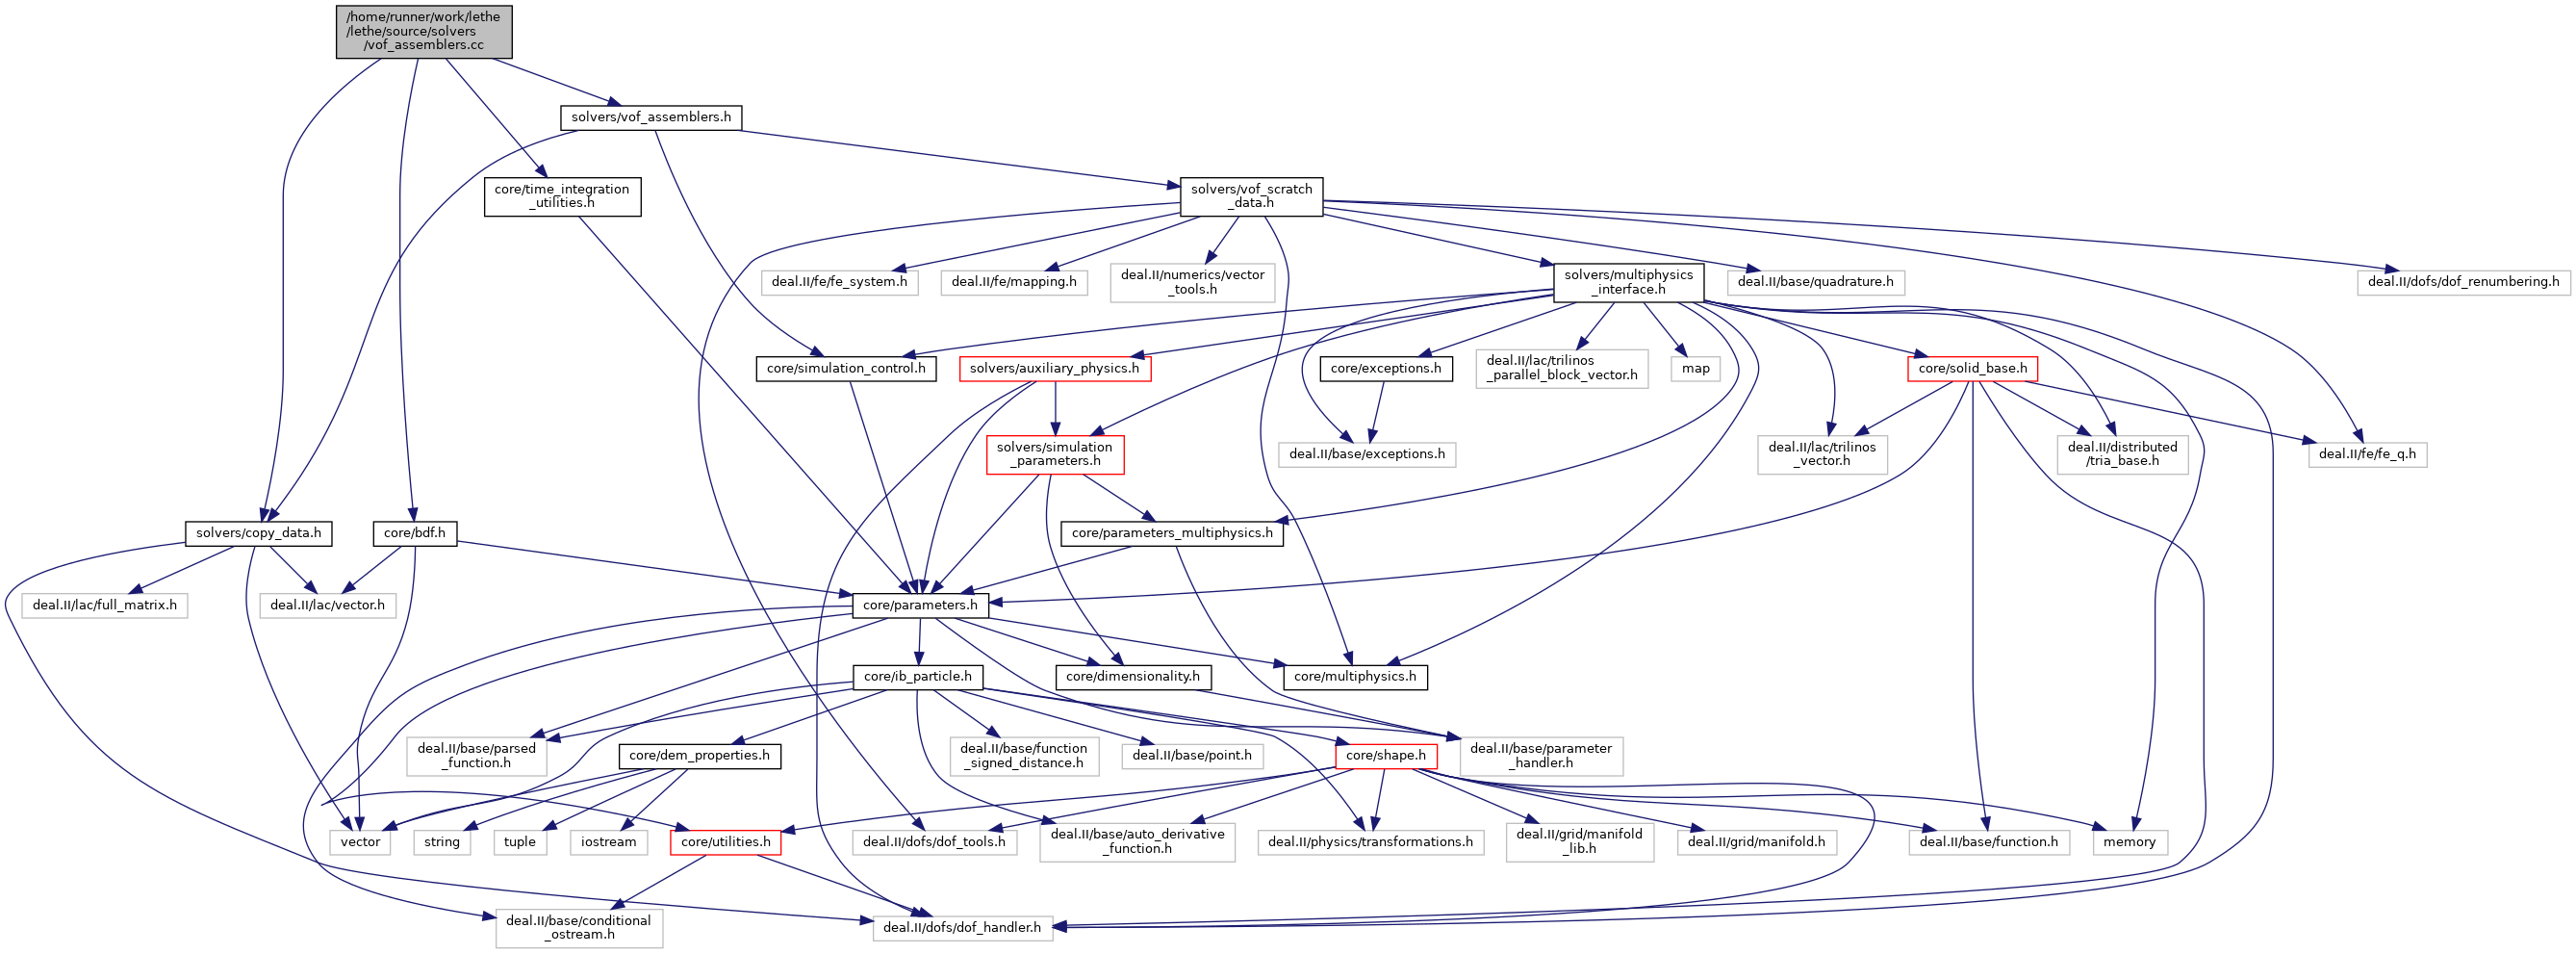 /home/runner/work/lethe
/lethe/source/solvers
/vof_assemblers.cc
solvers/vof_assemblers.h
core/time_integration
_utilities.h
solvers/vof_scratch
_data.h
deal.II/fe/fe_system.h
deal.II/fe/mapping.h
deal.II/numerics/vector
_tools.h
solvers/multiphysics
_interface.h
deal.II/base/quadrature.h
deal.II/dofs/dof_renumbering.h
core/simulation_control.h
solvers/auxiliary_physics.h
core/exceptions.h
deal.II/lac/trilinos
_parallel_block_vector.h
map
core/solid_base.h
solvers/simulation
_parameters.h
deal.II/base/exceptions.h
deal.II/lac/trilinos
_vector.h
deal.II/distributed
/tria_base.h
deal.II/fe/fe_q.h
solvers/copy_data.h
core/bdf.h
core/parameters_multiphysics.h
deal.II/lac/full_matrix.h
deal.II/lac/vector.h
core/parameters.h
core/ib_particle.h
core/dimensionality.h
core/multiphysics.h
deal.II/base/parsed
_function.h
core/dem_properties.h
deal.II/base/function
_signed_distance.h
deal.II/base/point.h
core/shape.h
deal.II/base/parameter
_handler.h
vector
string
tuple
iostream
core/utilities.h
deal.II/dofs/dof_tools.h
deal.II/base/auto_derivative
_function.h
deal.II/physics/transformations.h
deal.II/grid/manifold
_lib.h
deal.II/grid/manifold.h
deal.II/base/function.h
memory
deal.II/base/conditional
_ostream.h
deal.II/dofs/dof_handler.h